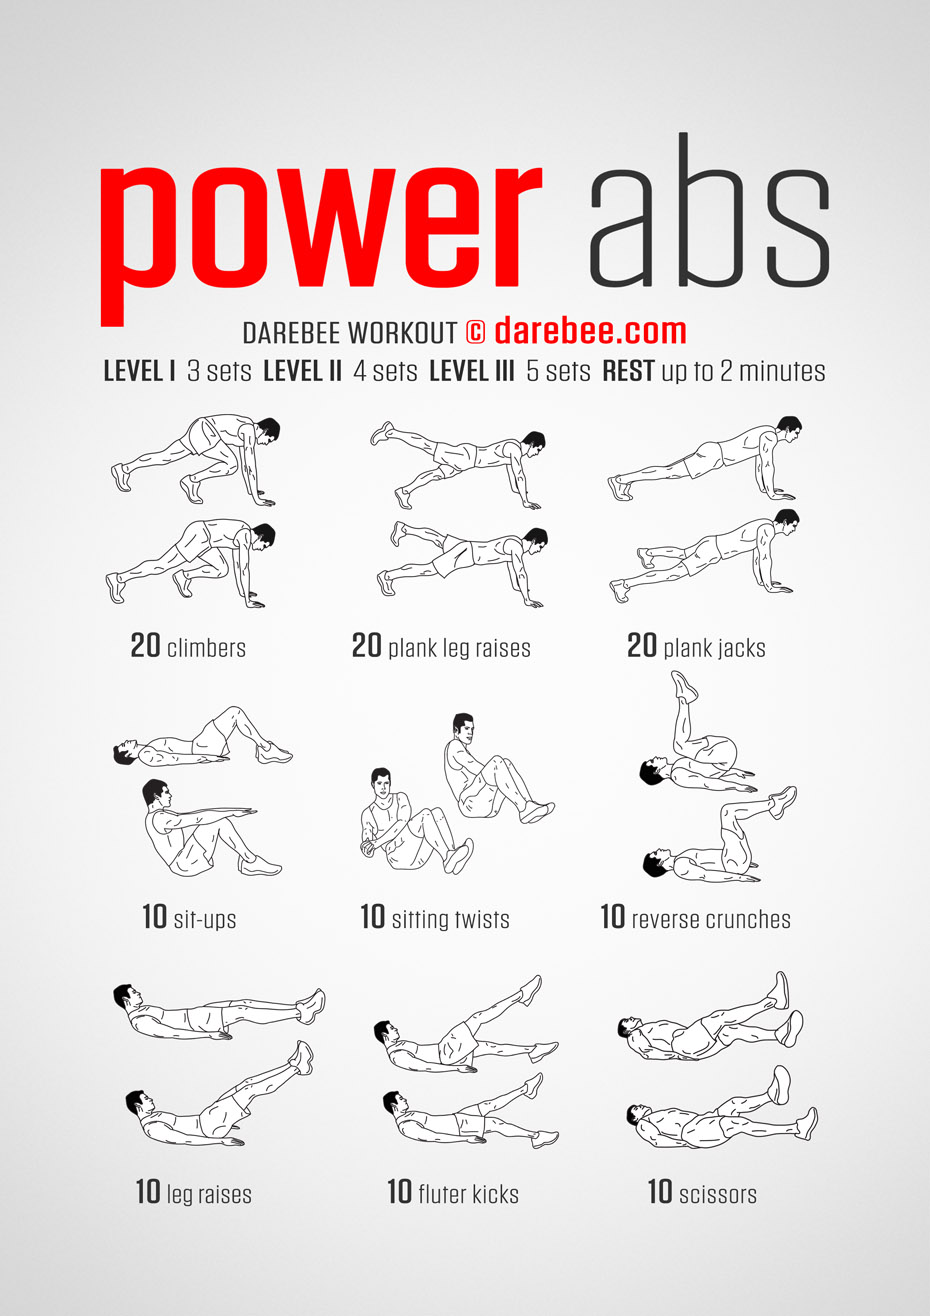 power abs
DAREBEE WORKOUT © darebee.com
LEVEL I 3 sets LEVEL II 4 sets LEVEL III 5 sets REST up to 2 minutes
20 climbers
20 plank leg raises
20 plank jacks
10 sit-ups
10 sitting twists
10 reverse crunches
10 leg raises
10 fluter kicks
10 scissors